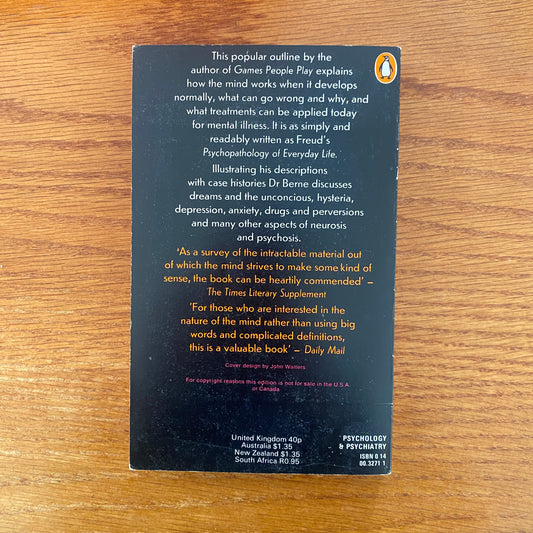 This popular outline by the
author of Games People Play explains
how the mind works when it develops
normally, what can go wrong and why, and
what treatments can be applied today
for mental illness. It is as simply and
readably written as Freud's
Psychopathology of Everyday Life.
Illustrating his descriptions
with case histories Dr Berne discusses
dreams and the unconcious, hysteria,
depression, anxiety, drugs and perversions
and many other aspects of neurosis
and psychosis.
'As a survey of the intractable material out
of which the mind strives to make some kind of
sense, the book can be heartily commended' –
The Times Literary Supplement
'For those who are interested in the
nature of the mind rather than using big
words and complicated definitions,
this is a valuable book' – Daily Mail
Cover design by John Watters
For copyright reasons this edition is not for sale in the U.S.A.
or Canada
United Kingdom 40p
Australia $1.35
New Zealand $1.35
South Africa R0.95
PSYCHOLOGY
& PSYCHIATRY
ISBN 0 14
00.3271 1